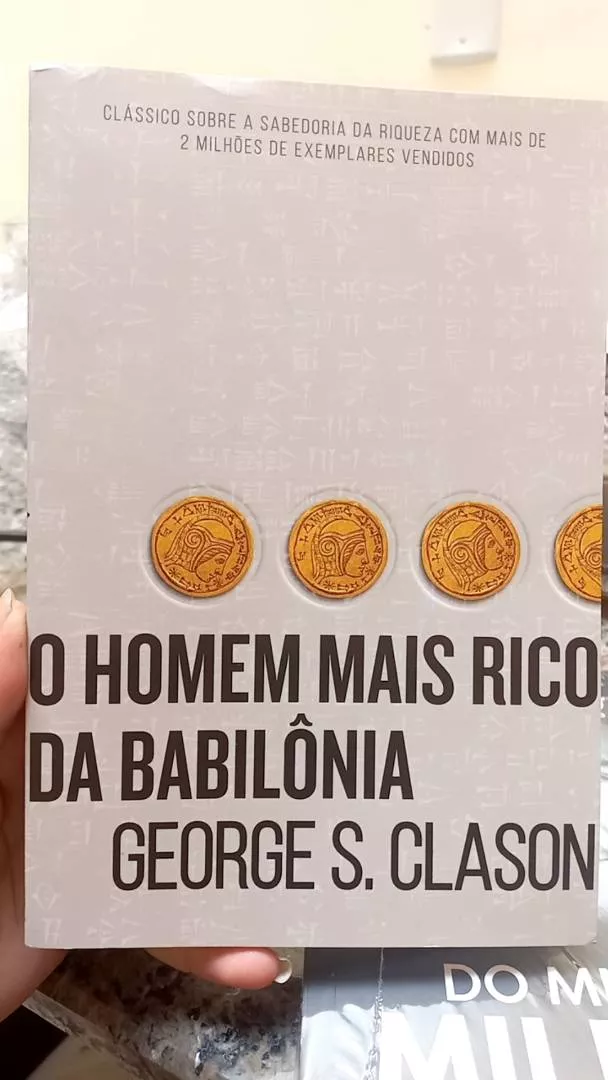 CLÁSSICO SOBRE A SABEDORIA DA RIQUEZA COM MAIS DE
2 MILHÕES DE EXEMPLARES VENDIDOS
O HOMEM MAIS RICO
DA BABILÔNIA
GEORGE S. CLASON
DO